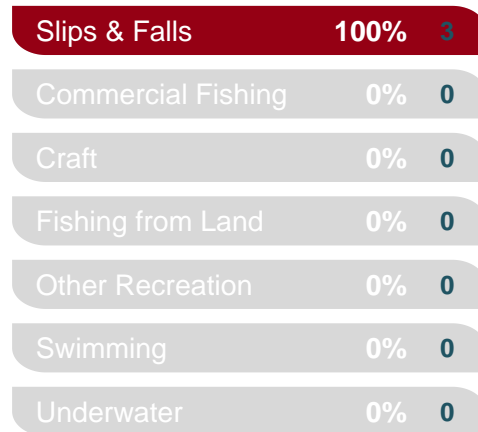 Slips & Falls 100% 3
Commercial Fishing 0% 0
Craft 0% 0
Fishing from Land 0% 0
Other Recreation 0% 0
Swimming 0% 0
Underwater 0% 0